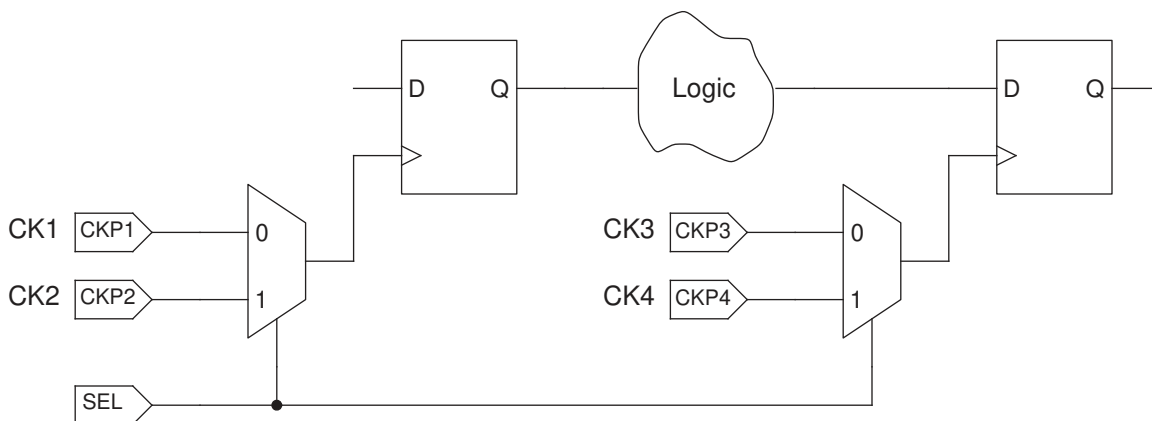 D Q Logic D Q
CK1 CKP1 0 CK3 CKP3 0
CK2 CKP2 1 CK4 CKP4 1
SEL